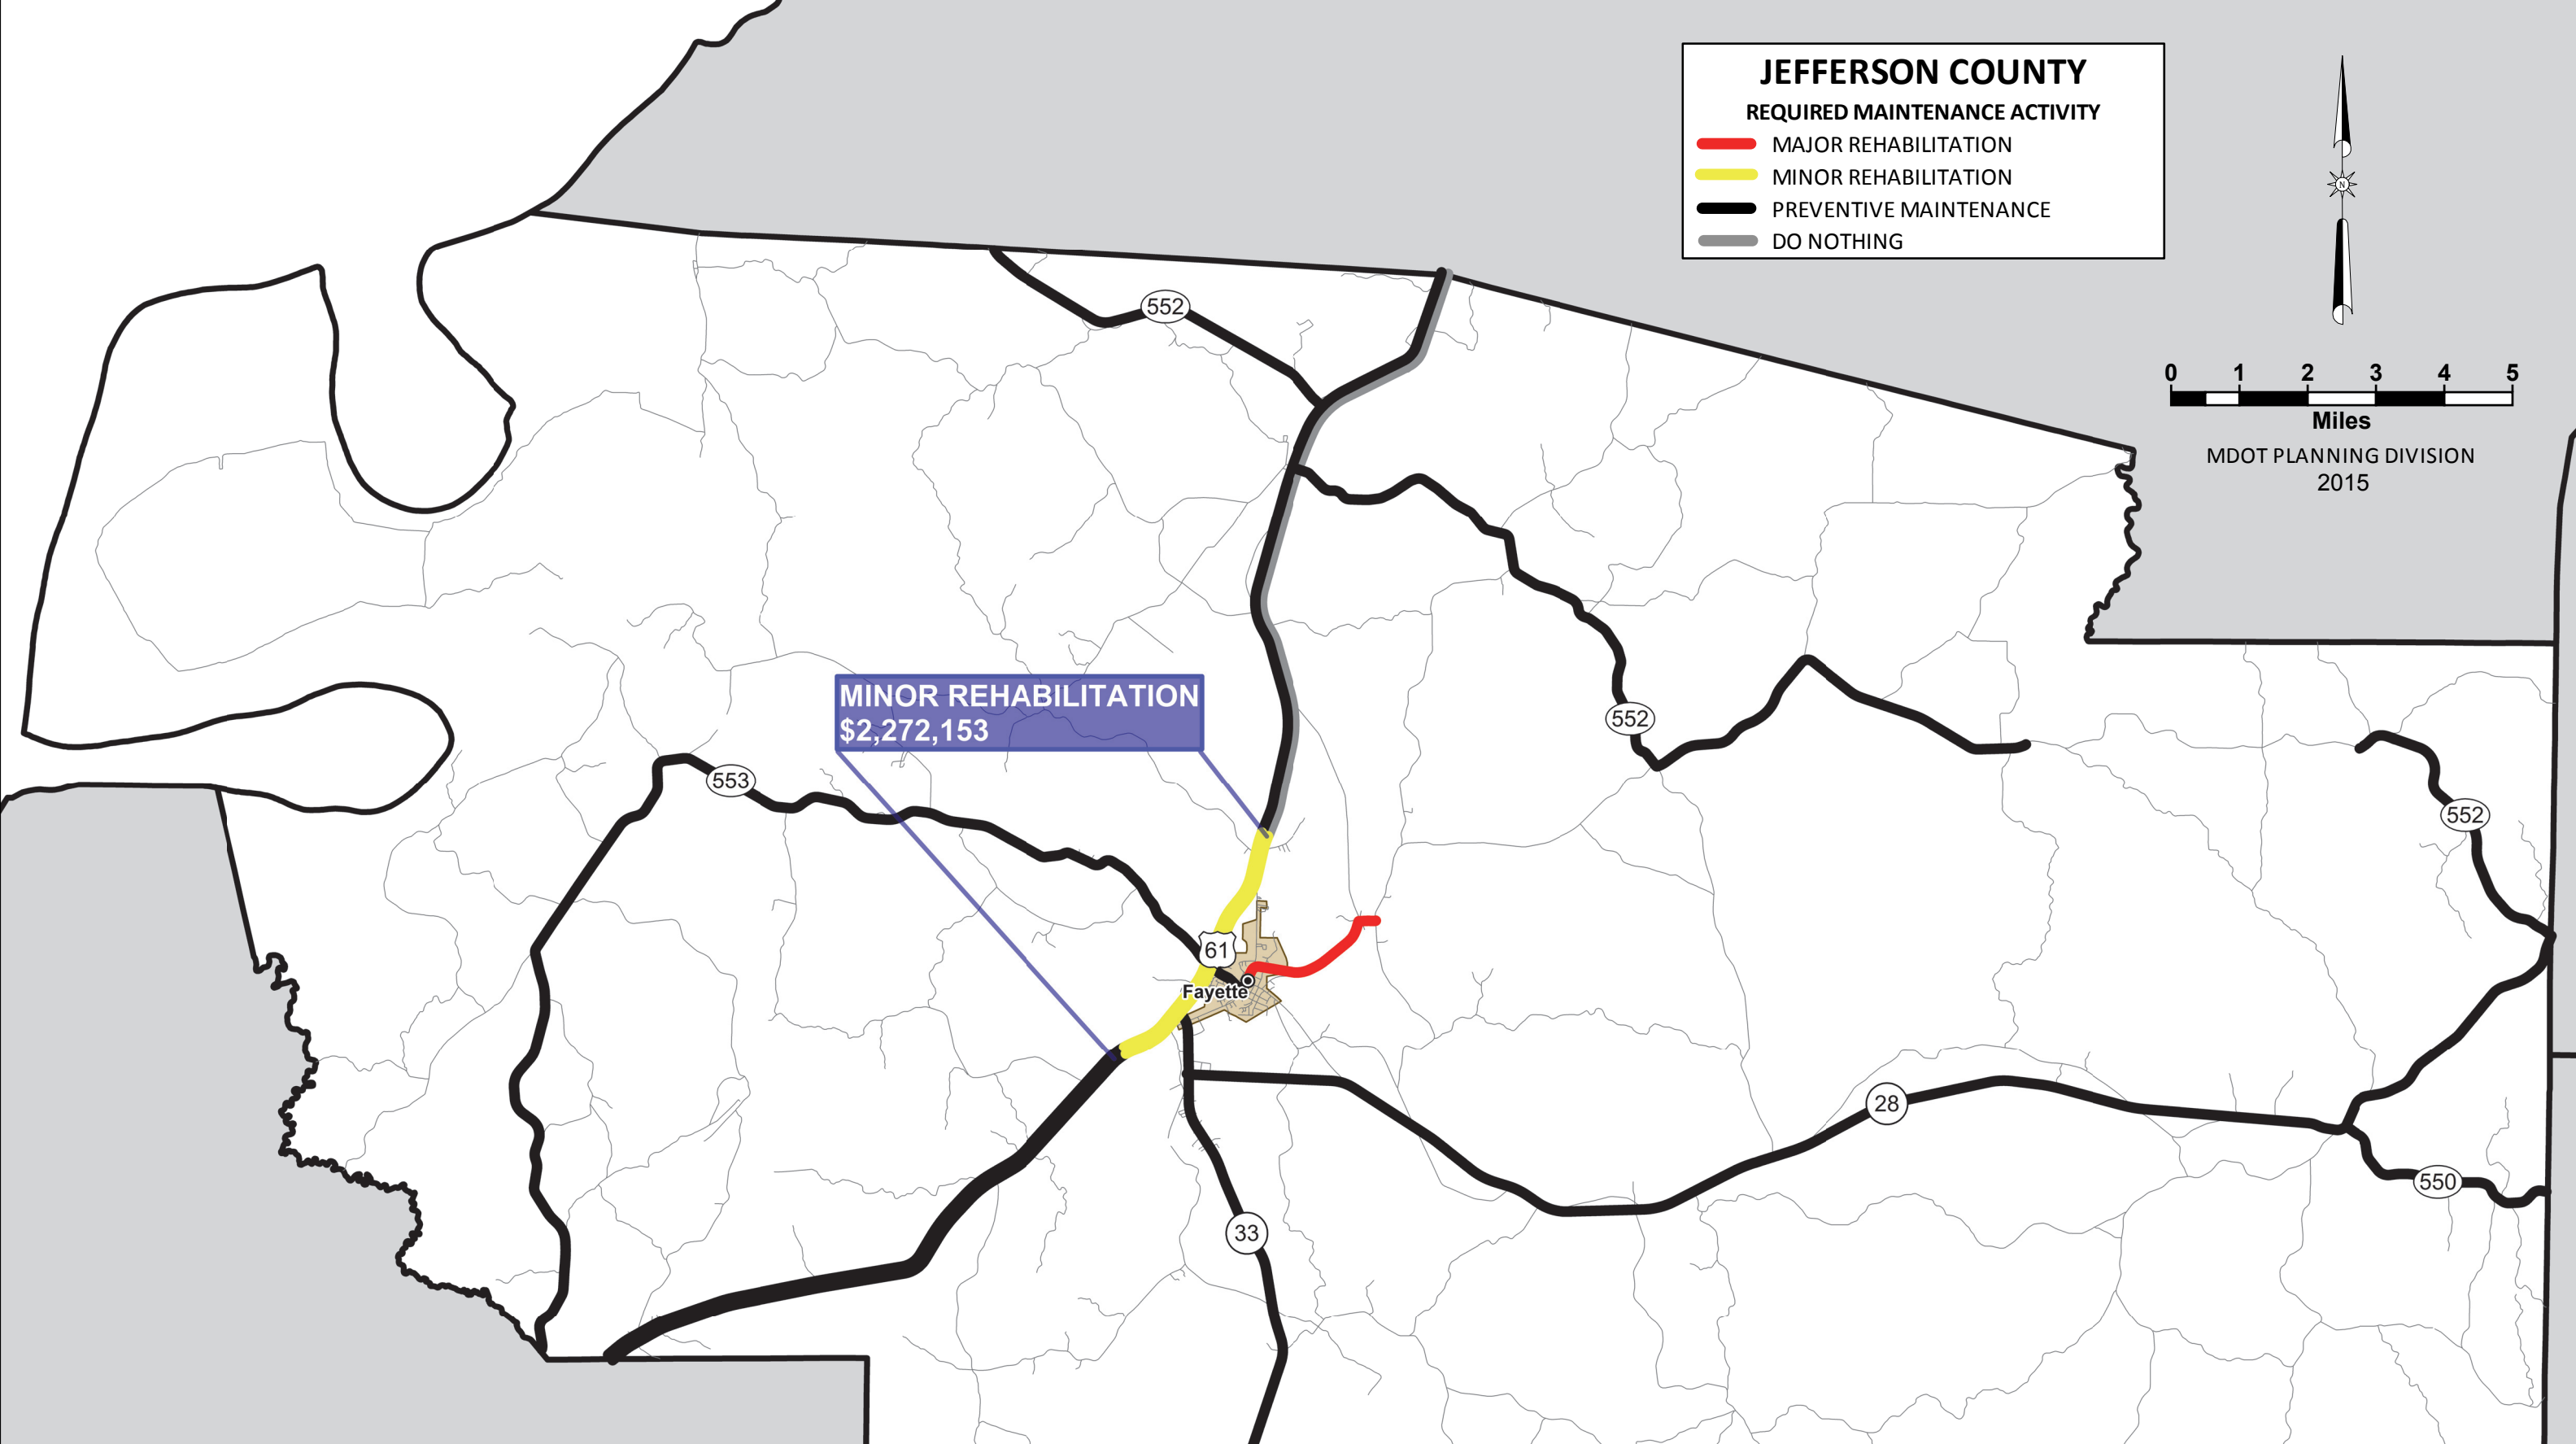 JEFFERSON COUNTY
REQUIRED MAINTENANCE ACTIVITY
MAJOR REHABILITATION
MINOR REHABILITATION
PREVENTIVE MAINTENANCE
DO NOTHING
N
0 1 2 3 4 5
Miles
MDOT PLANNING DIVISION
2015
552
MINOR REHABILITATION
$2,272,153
552
553
552
61
Fayette
28
550
33